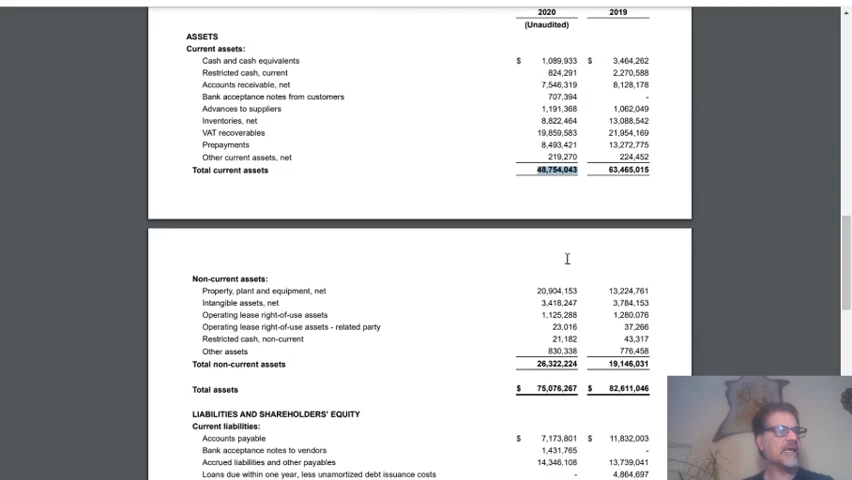 2020 2019
(Unaudited)
ASSETS
Current assets:
Cash and cash equivalents $ 1,089,933 $ 3,464,262
Restricted cash, current 824,291 2,270,588
Accounts receivable, net 7,546,319 8,128,178
Bank acceptance notes from customers 707,394 -
Advances to suppliers 1,191,368 1,062,049
Inventories, net 8,822,464 13,088,542
VAT recoverables 19,859,583 21,954,169
Prepayments 8,493,421 13,272,775
Other current assets, net 219,270 224,452
Total current assets 48,754,043 63,465,015
Non-current assets:
Property, plant and equipment, net 20,904,153 13,224,761
Intangible assets, net 3,418,247 3,784,153
Operating lease right-of-use assets 1,125,288 1,280,076
Operating lease right-of-use assets - related party 23,016 37,266
Restricted cash, non-current 21,182 43,317
Other assets 830,338 776,458
Total non-current assets 26,322,224 19,146,031
Total assets $ 75,076,267 $ 82,611,046
LIABILITIES AND SHAREHOLDERS' EQUITY
Current liabilities:
Accounts payable $ 7,173,801 $ 11,832,003
Bank acceptance notes to vendors 1,431,765 -
Accrued liabilities and other payables 14,346,108 13,739,041
Loans due within one year, less unamortized debt issuance costs - 4,864,697